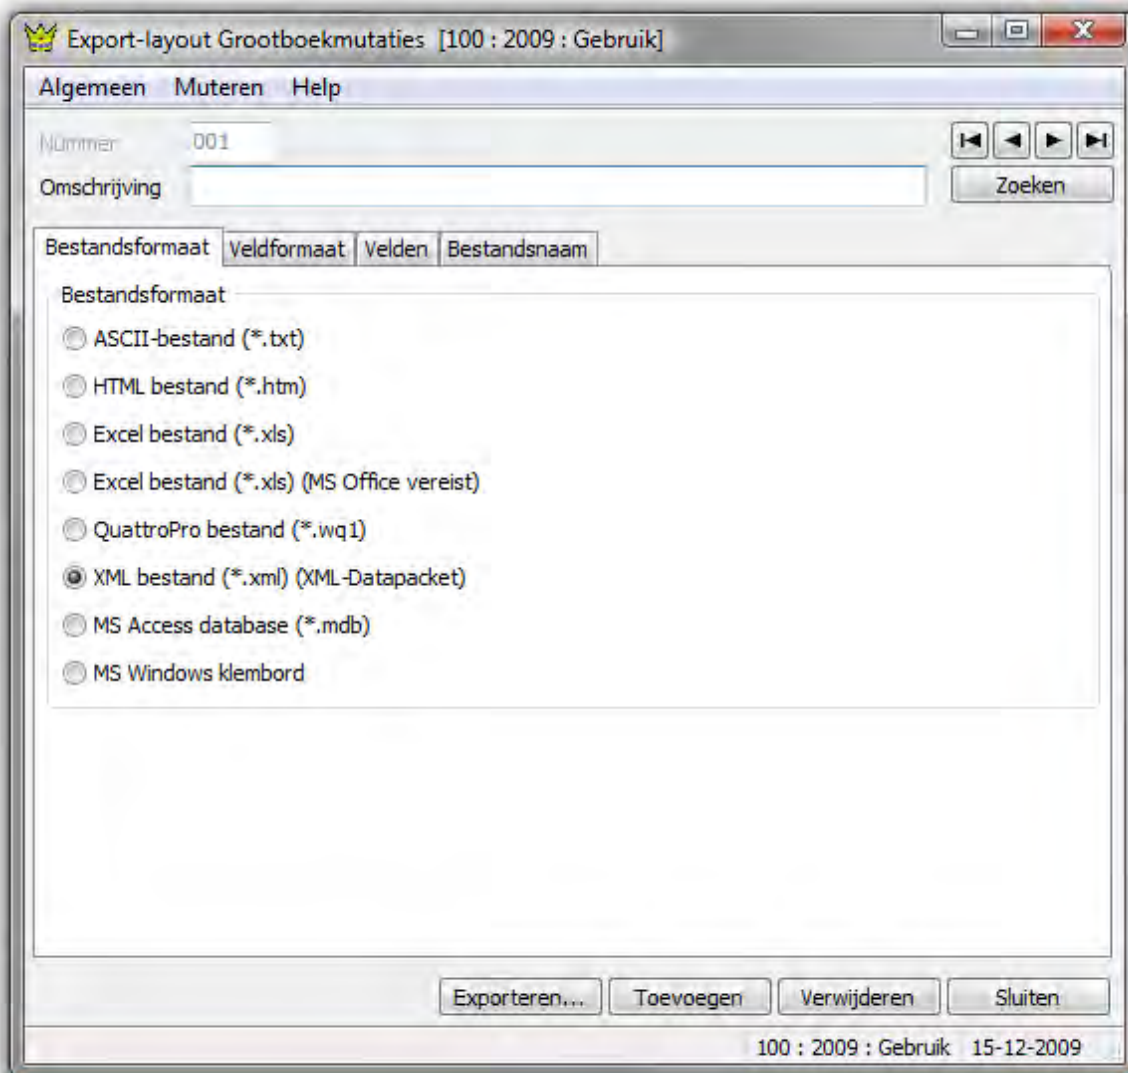 Export-layout Grootboekmutaties [100 : 2009 : Gebruik]
Algemeen Muteren Help
Nummer 001
Omschrijving Zoeken
Bestandsformaat Veldformaat Velden Bestandsnaam
Bestandsformaat
ASCII-bestand (*.txt)
HTML bestand (*.htm)
Excel bestand (*.xls)
Excel bestand (*.xls) (MS Office vereist)
QuattroPro bestand (*.wq1)
XML bestand (*.xml) (XML-Datapacket)
MS Access database (*.mdb)
MS Windows klembord
Exporteren... Toevoegen Verwijderen Sluiten
100 : 2009 : Gebruik 15-12-2009